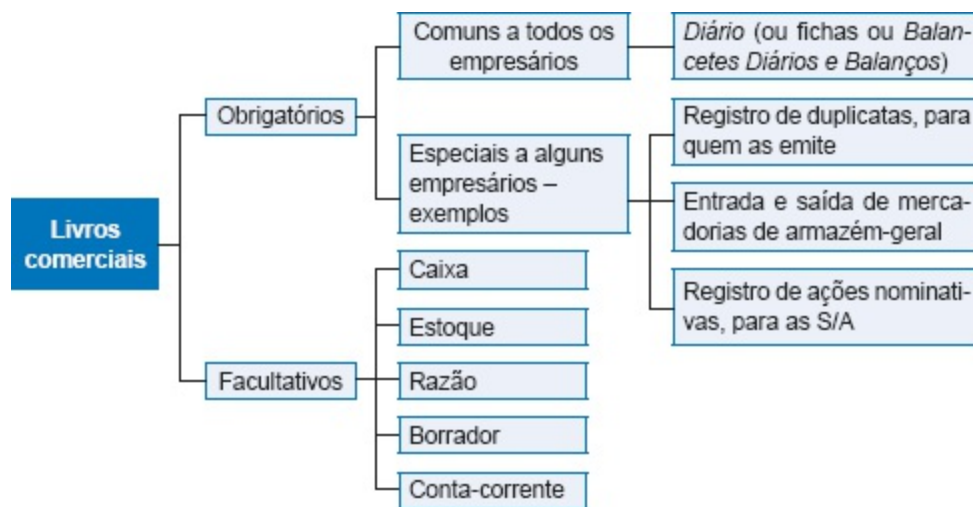 Livros
comerciais
Obrigatórios
Comuns a todos os
empresários
Diário (ou fichas ou Balan-
cetes Diários e Balanços)
Especiais a alguns
empresários –
exemplos
Registro de duplicatas, para
quem as emite
Entrada e saída de merca-
dorias de armazém-geral
Registro de ações nominati-
vas, para as S/A
Facultativos
Caixa
Estoque
Razão
Borrador
Conta-corrente